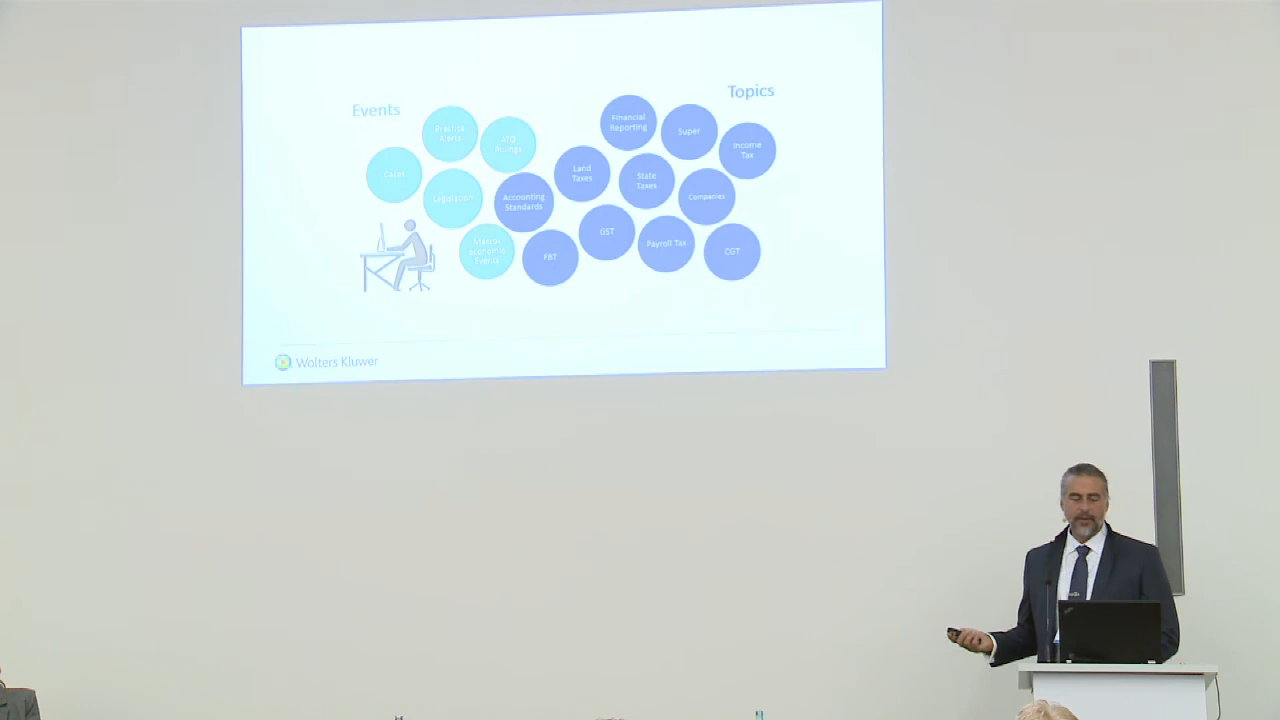 Events
Topics
Practice
Alerts
ATO
Rulings
Cases
Legislation
Macro-
economic
Events
Accounting
Standards
FBT
Land
Taxes
GST
Financial
Reporting
State
Taxes
Payroll Tax
Super
Companies
CGT
Income
Tax
Wolters Kluwer